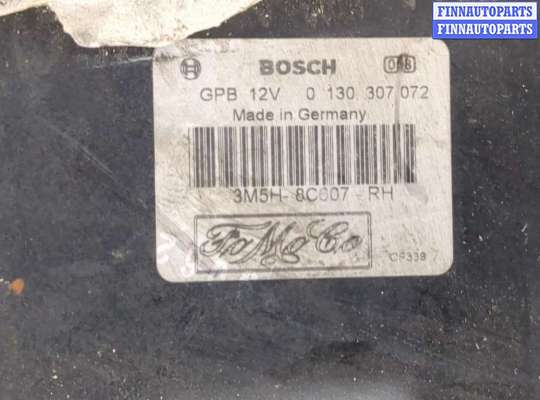 FINNAUTOPARTS
FINNAUTOPARTS
BOSCH
GPB 12V 0 130 307 072
Made in Germany
3M5H-8C607-RH
FoMoCo